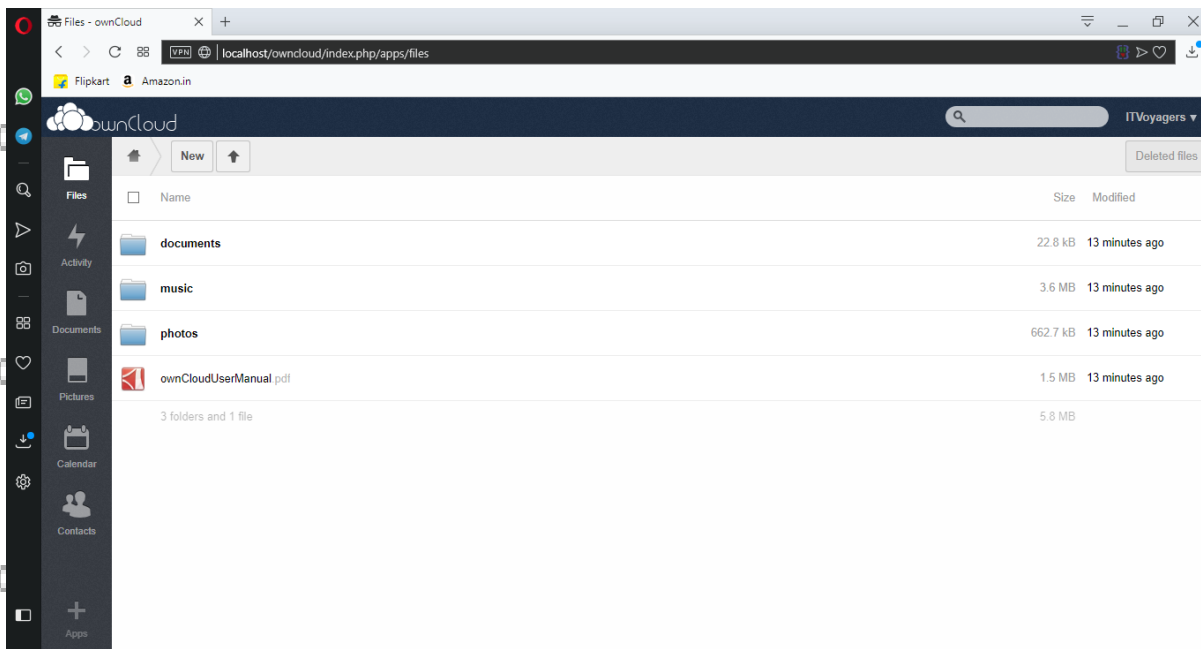 Files - ownCloud
VPN localhost/owncloud/index.php/apps/files
Flipkart a Amazon.in
ownCloud ITVoyagers
New Deleted files
Files
Name Size Modified
documents 22.8 kB 13 minutes ago
Activity
music 3.6 MB 13 minutes ago
Documents
photos 662.7 kB 13 minutes ago
ownCloudUserManual.pdf 1.5 MB 13 minutes ago
Pictures
3 folders and 1 file 5.8 MB
Calendar
Contacts
Apps